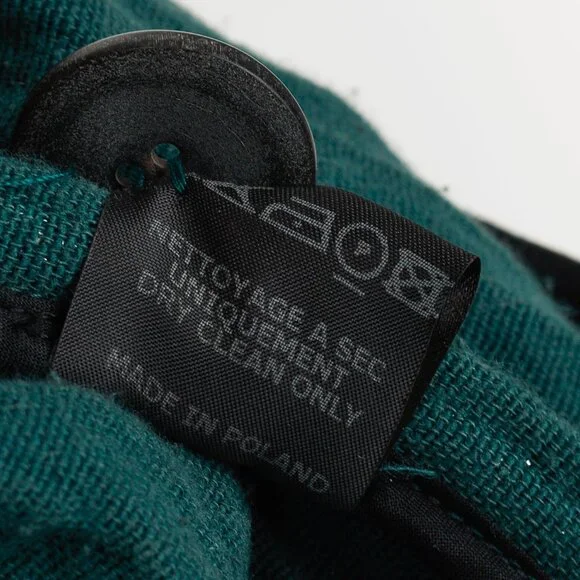 P
NETTOYAGE A SEC
UNIQUEMENT
DRY CLEAN ONLY
MADE IN POLAND